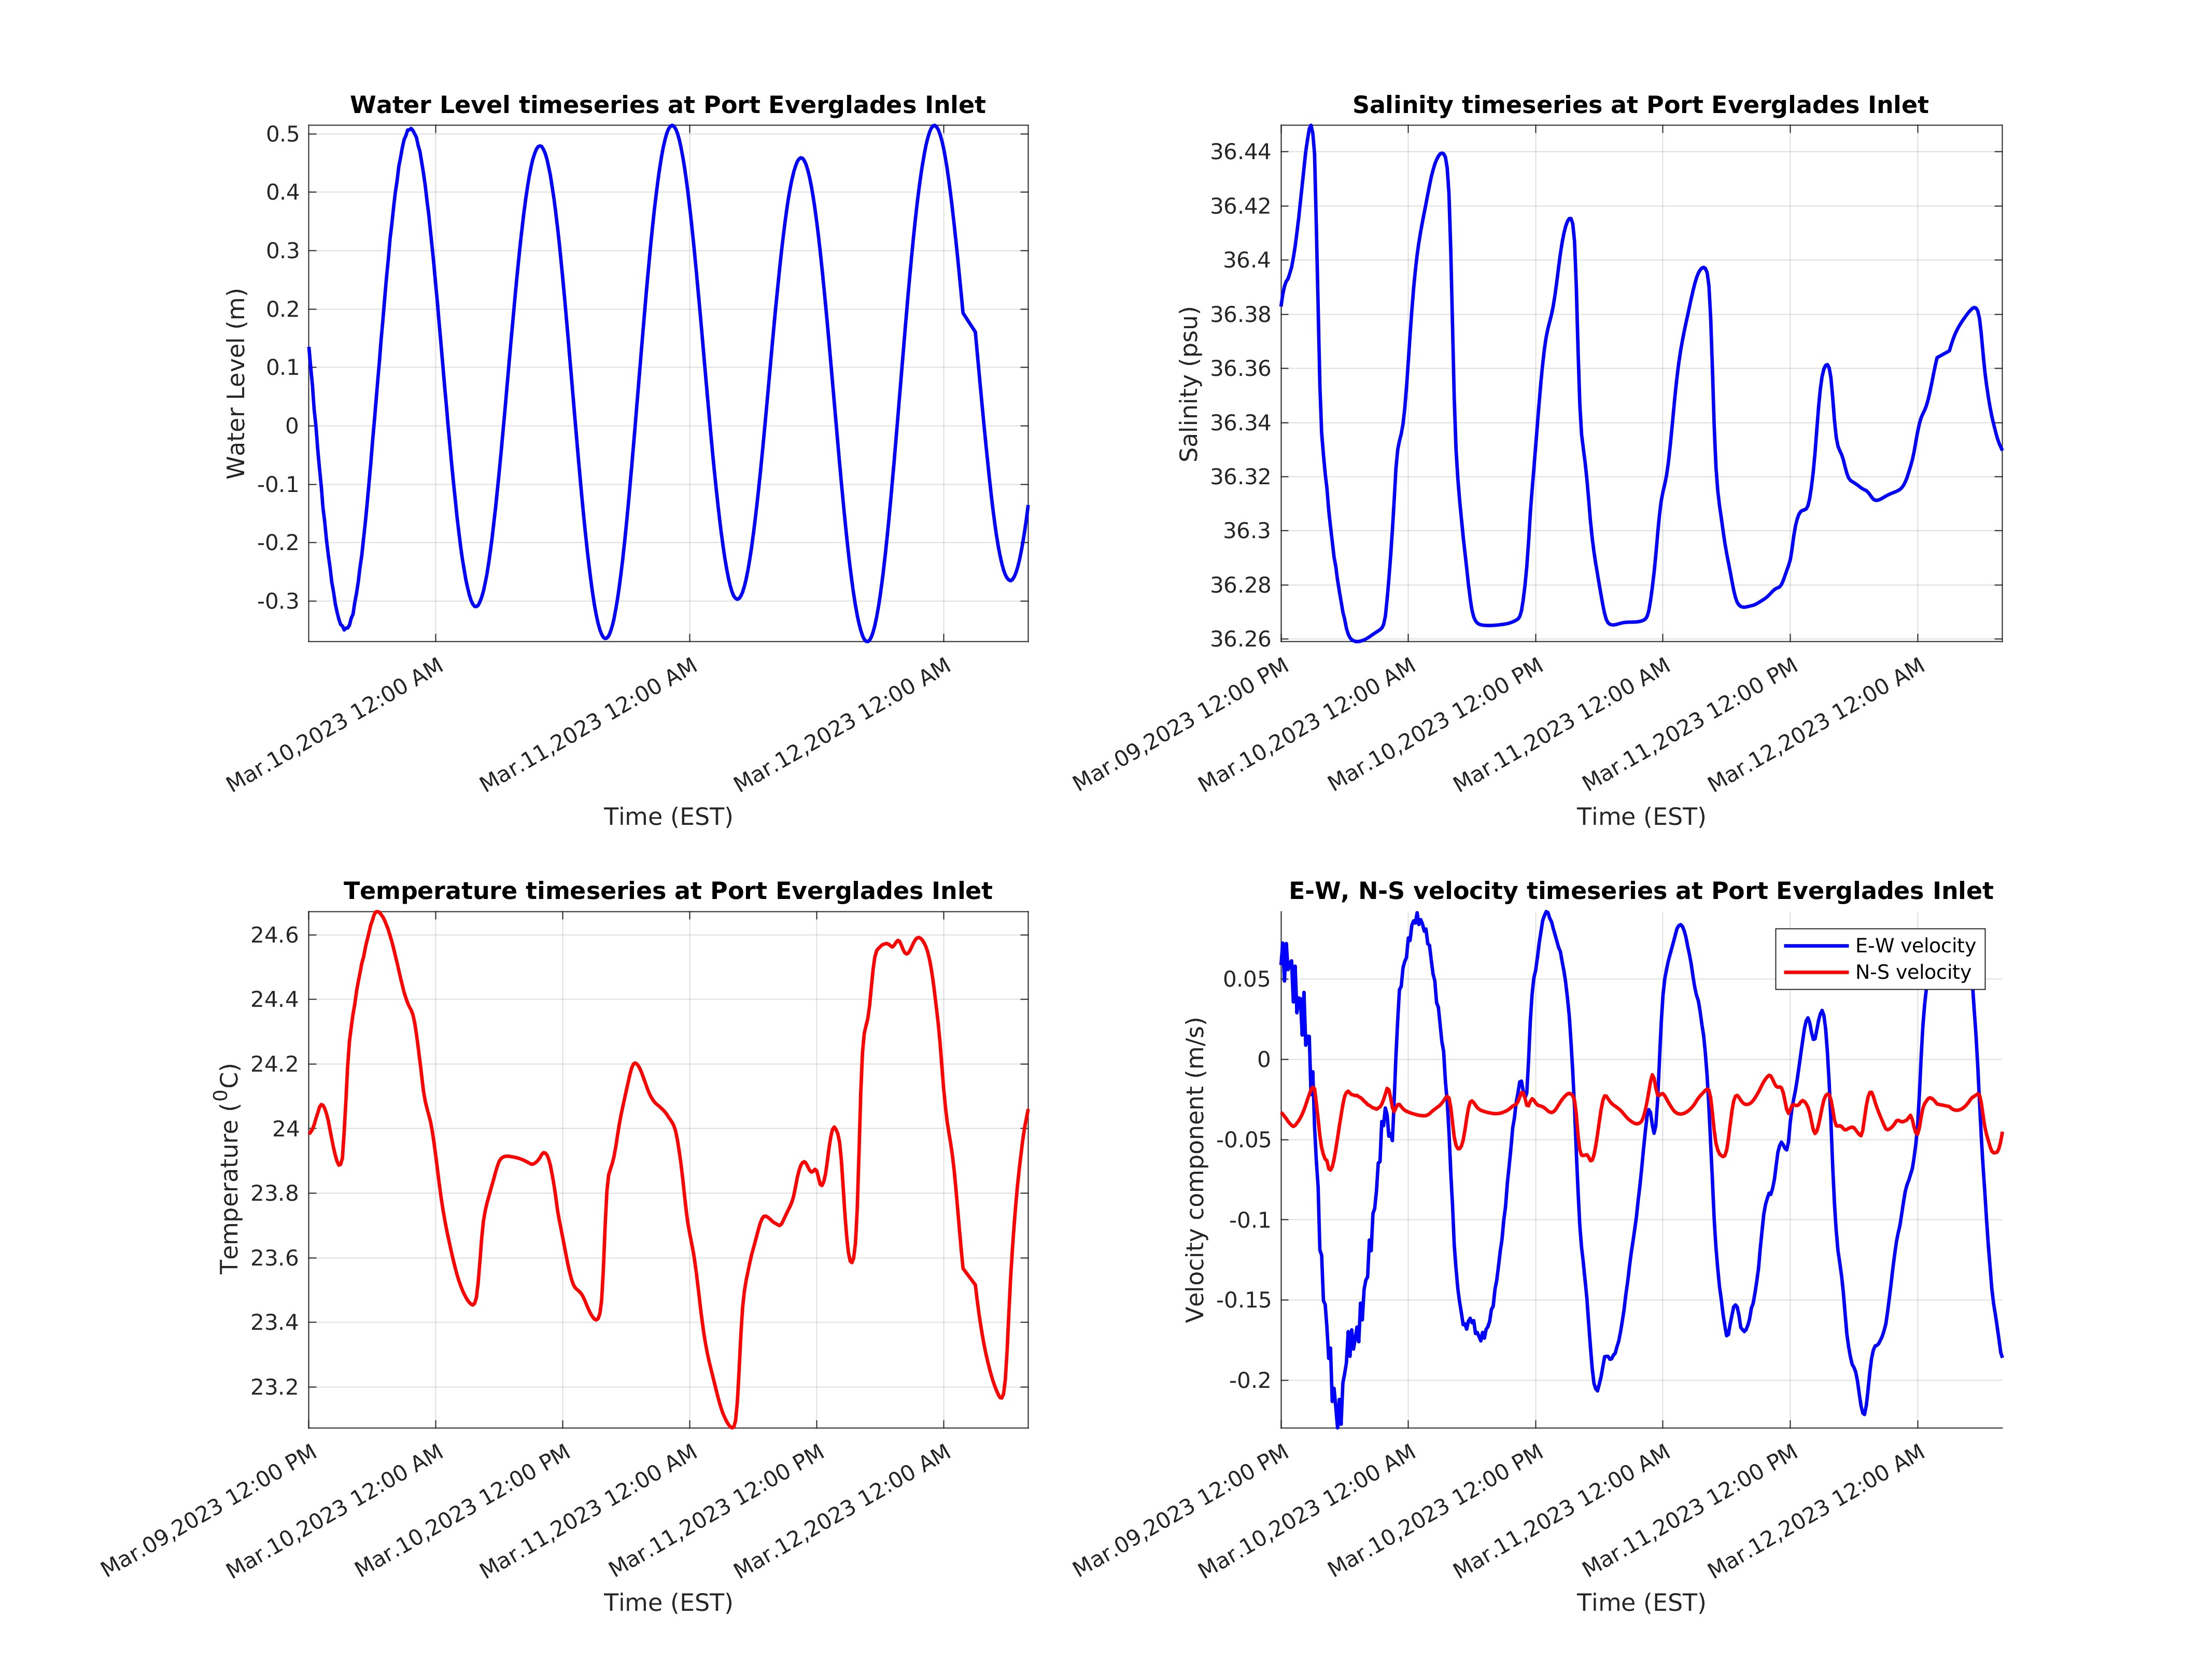 Water Level timeseries at Port Everglades Inlet
0.5
0.4
0.3
0.2
0.1
0
-0.1
-0.2
-0.3
Water Level (m)
Mar.10,2023 12:00 AM
Mar.11,2023 12:00 AM
Mar.12,2023 12:00 AM
Time (EST)
Salinity timeseries at Port Everglades Inlet
36.44
36.42
36.4
36.38
36.36
36.34
36.32
36.3
36.28
36.26
Salinity (psu)
Mar.09,2023 12:00 PM
Mar.10,2023 12:00 AM
Mar.10,2023 12:00 PM
Mar.11,2023 12:00 AM
Mar.11,2023 12:00 PM
Mar.12,2023 12:00 AM
Time (EST)
Temperature timeseries at Port Everglades Inlet
24.6
24.4
24.2
24
23.8
23.6
23.4
23.2
Temperature (⁰C)
Mar.09,2023 12:00 PM
Mar.10,2023 12:00 AM
Mar.10,2023 12:00 PM
Mar.11,2023 12:00 AM
Mar.11,2023 12:00 PM
Mar.12,2023 12:00 AM
Time (EST)
E-W, N-S velocity timeseries at Port Everglades Inlet
E-W velocity
N-S velocity
0.05
0
-0.05
-0.1
-0.15
-0.2
Velocity component (m/s)
Mar.09,2023 12:00 PM
Mar.10,2023 12:00 AM
Mar.10,2023 12:00 PM
Mar.11,2023 12:00 AM
Mar.11,2023 12:00 PM
Mar.12,2023 12:00 AM
Time (EST)